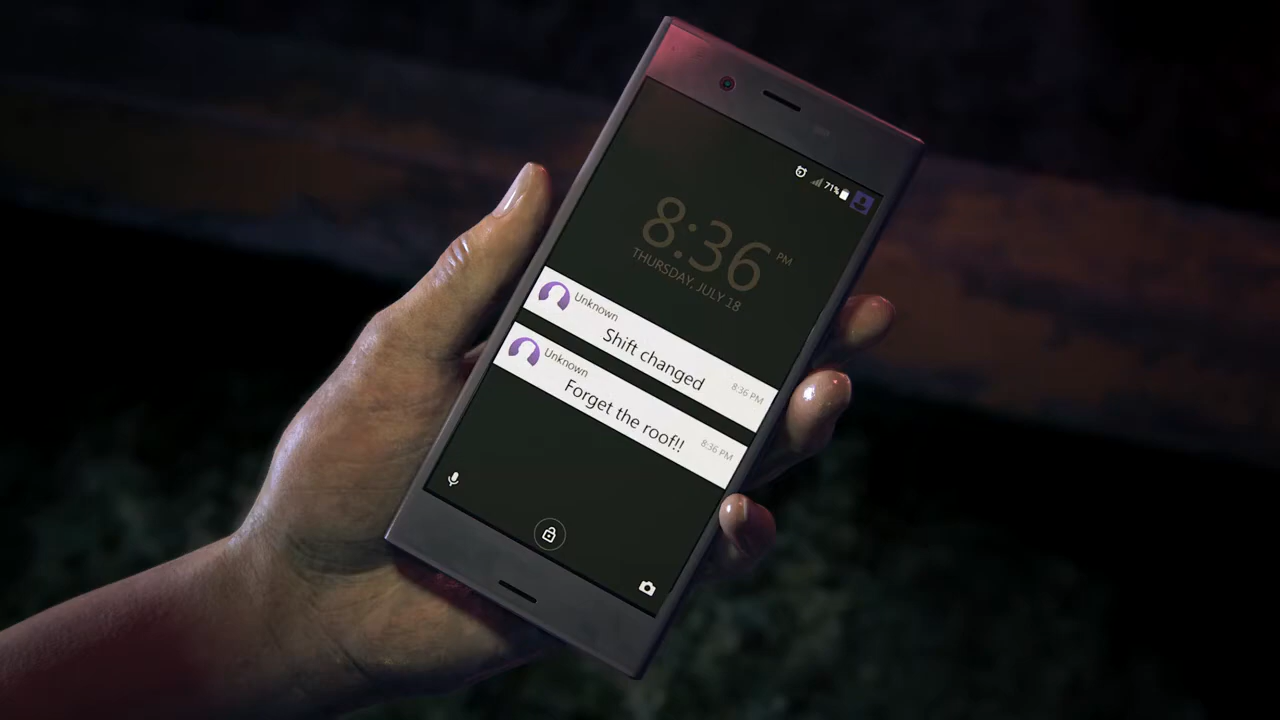 71%
8:36 PM
THURSDAY, JULY 18
Unknown
Shift changed
8:36 PM
Unknown
Forget the roof!!
8:36 PM